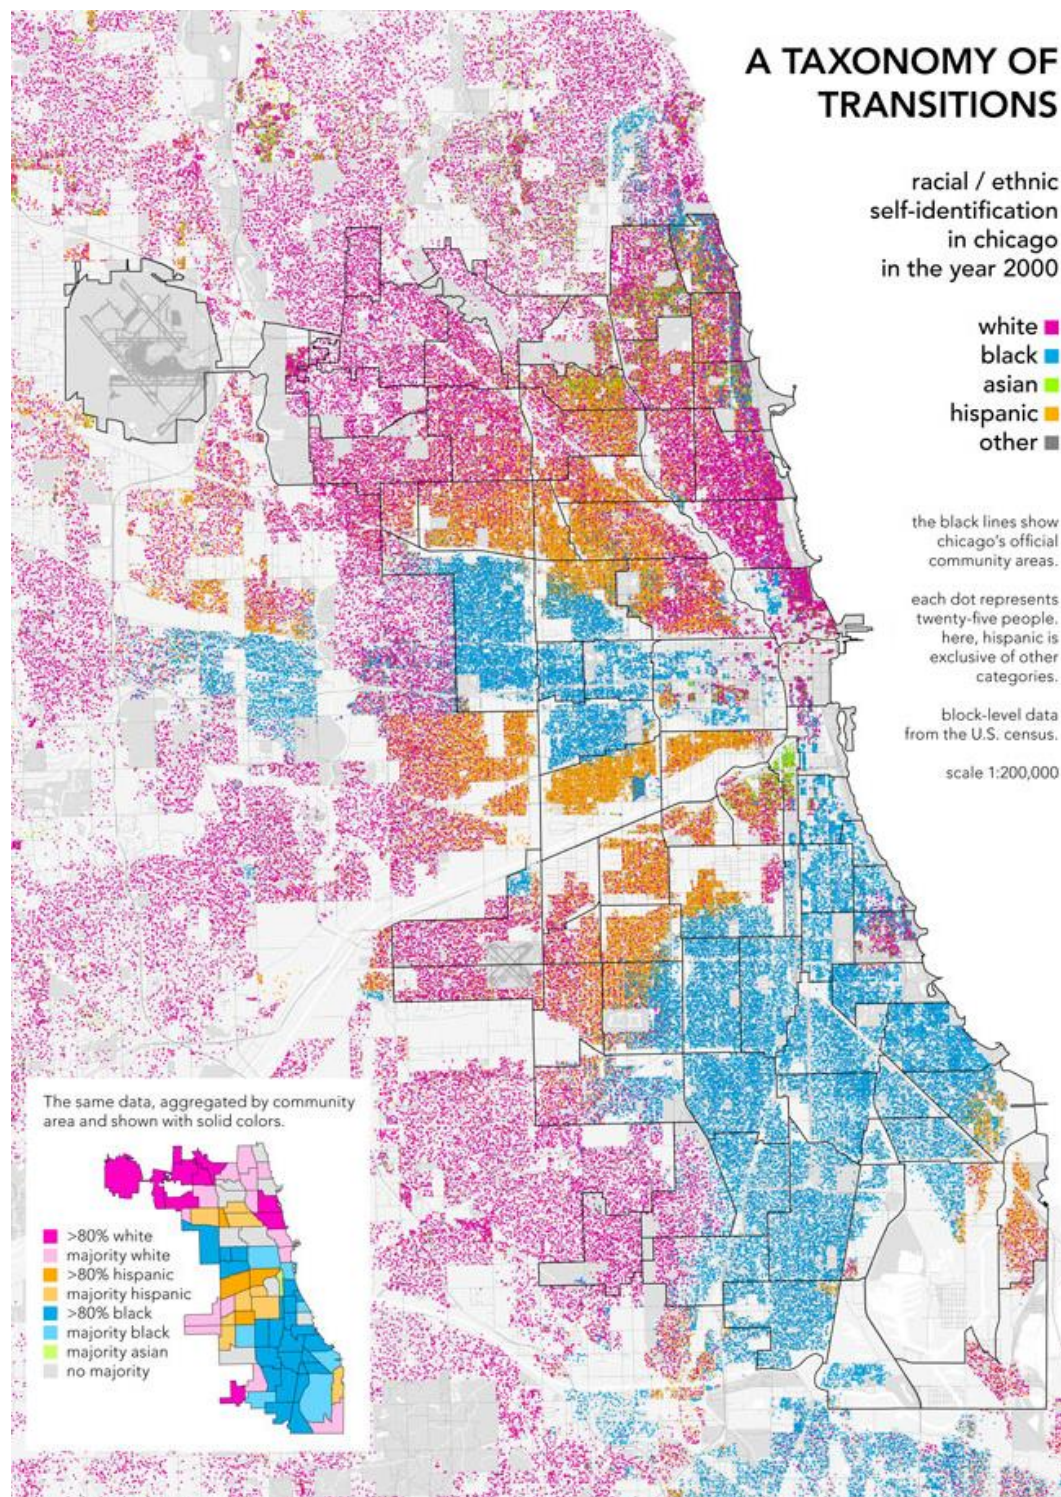 A TAXONOMY OF
TRANSITIONS
racial / ethnic
self-identification
in chicago
in the year 2000
white
black
asian
hispanic
other
the black lines show
chicago's official
community areas.
each dot represents
twenty-five people.
here, hispanic is
exclusive of other
categories.
block-level data
from the U.S. census.
scale 1:200,000
The same data, aggregated by community
area and shown with solid colors.
>80% white
majority white
>80% hispanic
majority hispanic
>80% black
majority black
majority asian
no majority